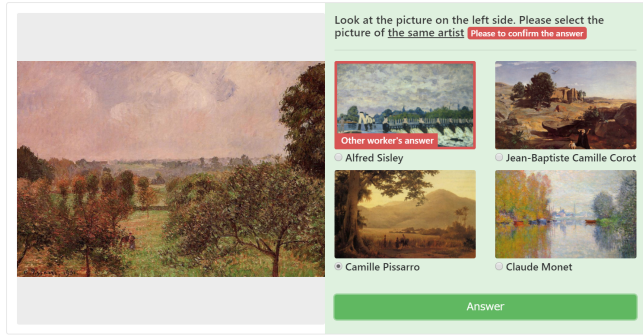 Look at the picture on the left side. Please select the
picture of the same artist Please to confirm the answer
Other worker's answer
Alfred Sisley
Jean-Baptiste Camille Corot
Camille Pissarro
Claude Monet
Answer